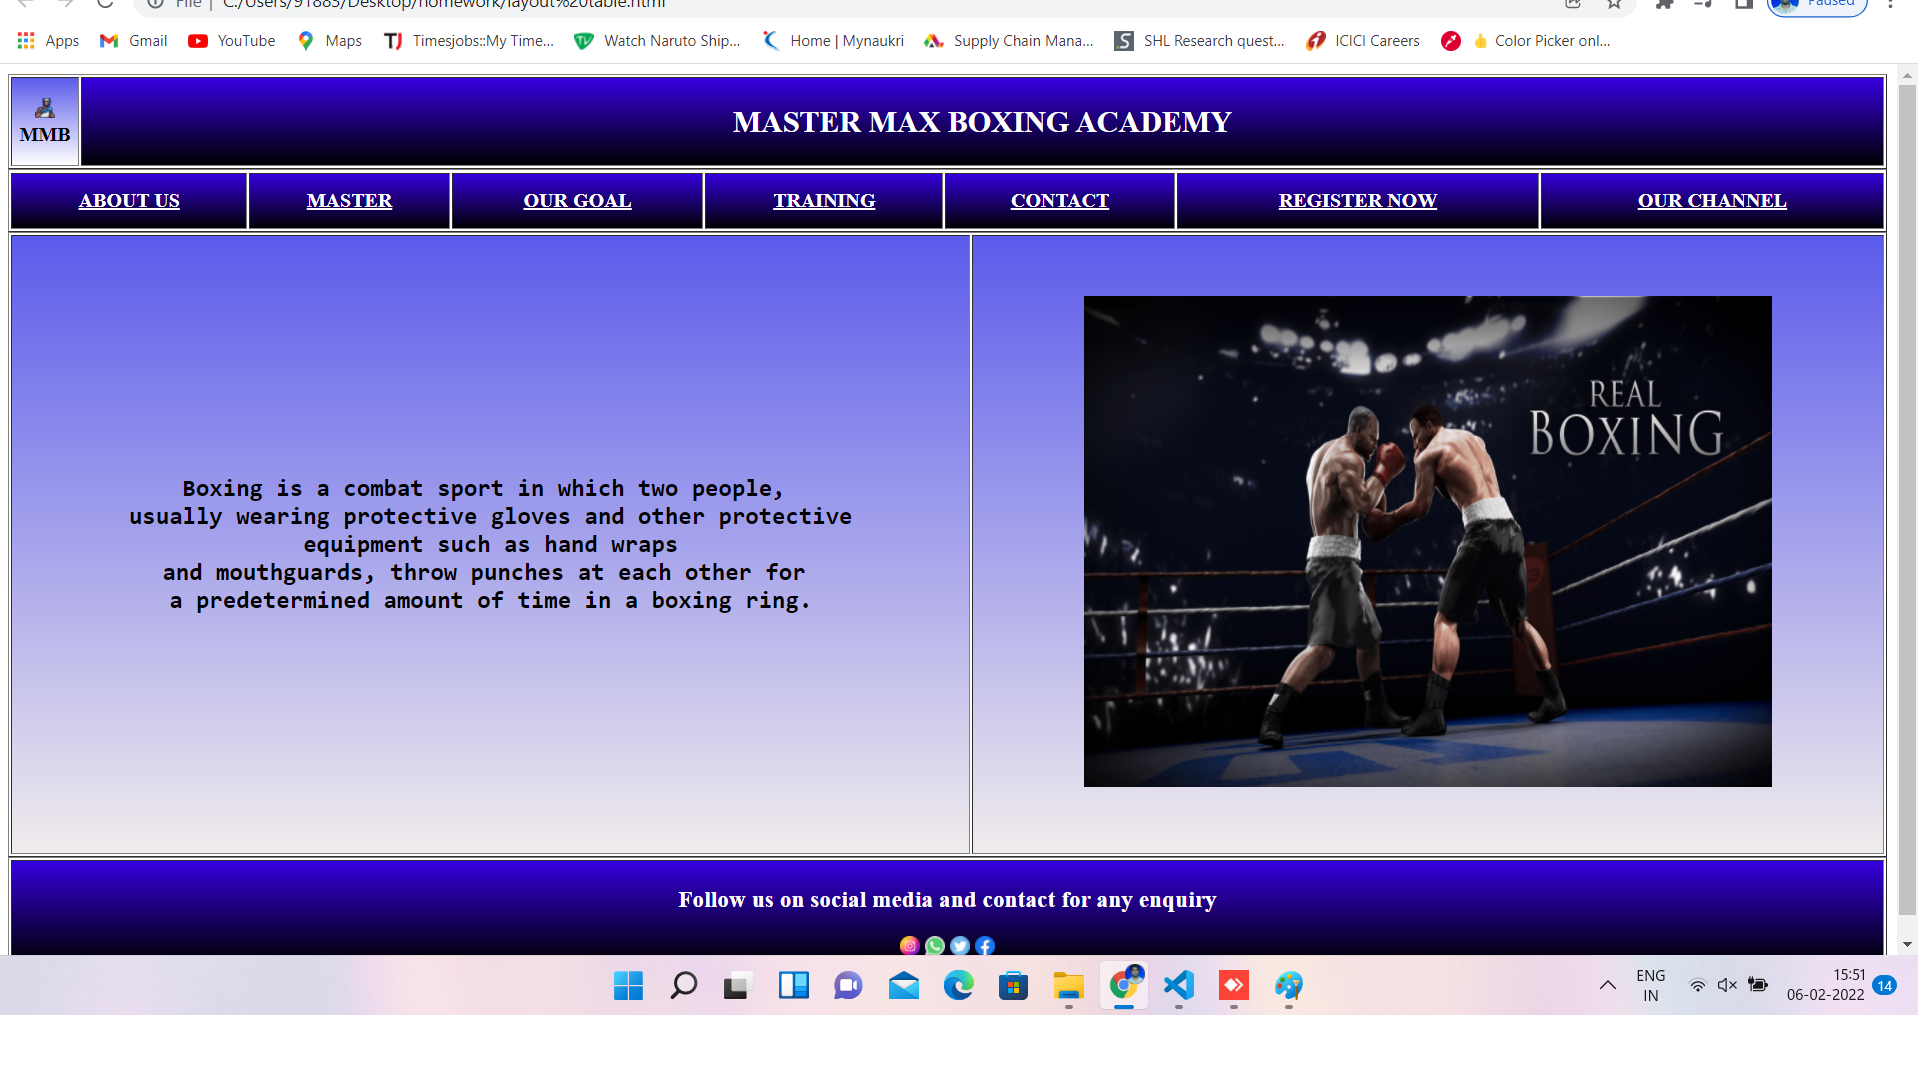 File | C:/Users/91883/Desktop/homework/layout%20table.html
Paused
Apps Gmail YouTube Maps Timesjobs::My Time... Watch Naruto Ship... Home | Mynaukri Supply Chain Mana... SHL Research quest... ICICI Careers Color Picker onl...
MMB
MASTER MAX BOXING ACADEMY
ABOUT US MASTER OUR GOAL TRAINING CONTACT REGISTER NOW OUR CHANNEL
Boxing is a combat sport in which two people,
usually wearing protective gloves and other protective
equipment such as hand wraps
and mouthguards, throw punches at each other for
a predetermined amount of time in a boxing ring.
REAL
BOXING
Follow us on social media and contact for any enquiry
ENG
IN
15:51
06-02-2022
14